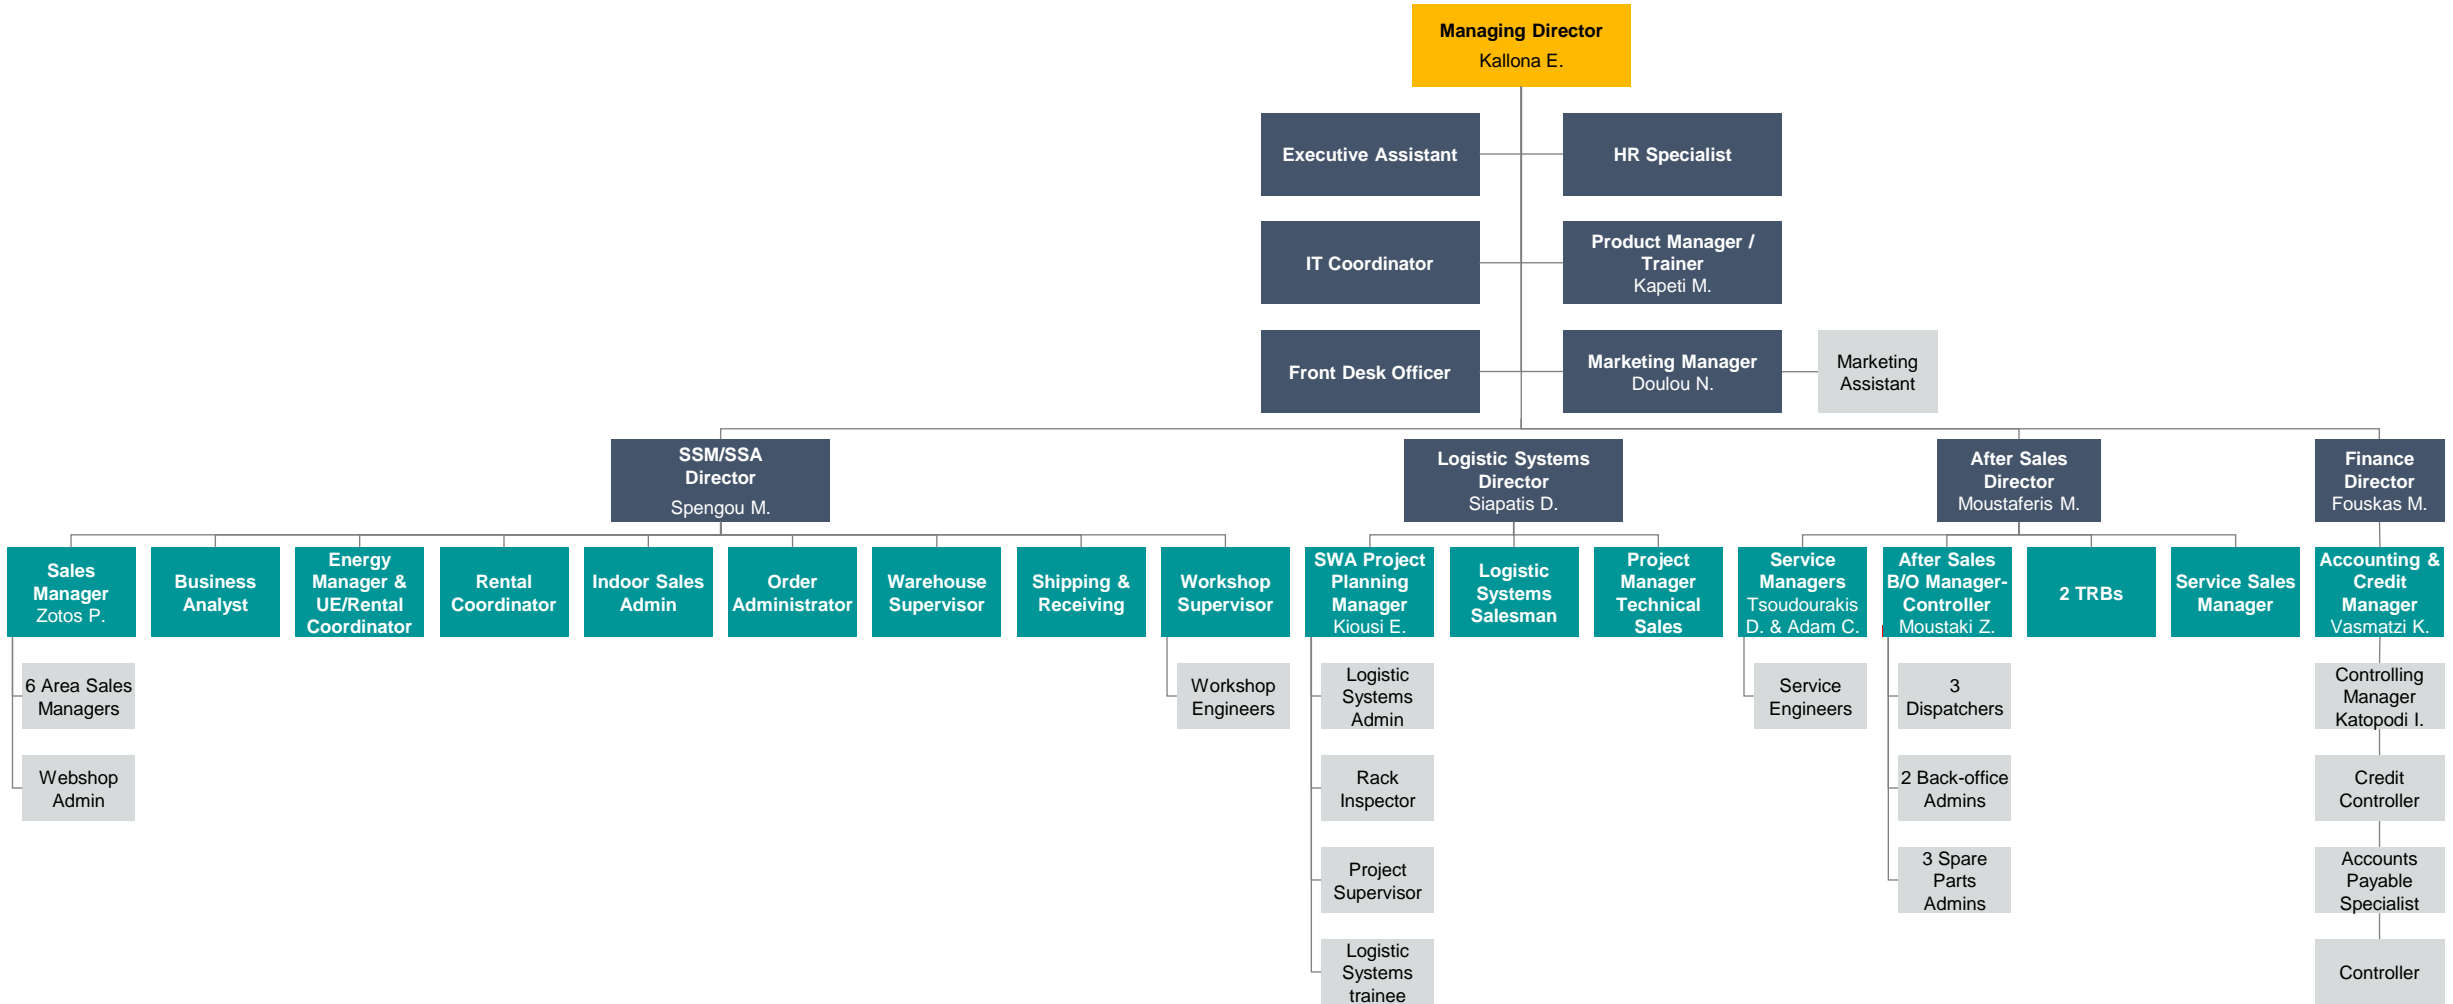 Managing Director
Kallona E.
Executive Assistant
HR Specialist
IT Coordinator
Product Manager /
Trainer
Kapeti M.
Front Desk Officer
Marketing Manager
Doulou N.
Marketing
Assistant
SSM/SSA
Director
Spengou M.
Logistic Systems
Director
Siapatis D.
After Sales
Director
Moustaferis M.
Finance
Director
Fouskas M.
Sales
Manager
Zotos P.
Business
Analyst
Energy
Manager &
UE/Rental
Coordinator
Rental
Coordinator
Indoor Sales
Admin
Order
Administrator
Warehouse
Supervisor
Shipping &
Receiving
Workshop
Supervisor
SWA Project
Planning
Manager
Kiousi E.
Logistic
Systems
Salesman
Project
Manager
Technical
Sales
Service
Managers
Tsoudourakis
D. & Adam C.
After Sales
B/O Manager-
Controller
Moustaki Z.
2 TRBs
Service Sales
Manager
Accounting &
Credit
Manager
Vasmatzi K.
6 Area Sales
Managers
Workshop
Engineers
Logistic
Systems
Admin
Service
Engineers
3
Dispatchers
Controlling
Manager
Katopodi I.
Webshop
Admin
Rack
Inspector
2 Back-office
Admins
Credit
Controller
Project
Supervisor
3 Spare
Parts
Admins
Accounts
Payable
Specialist
Logistic
Systems
trainee
Controller